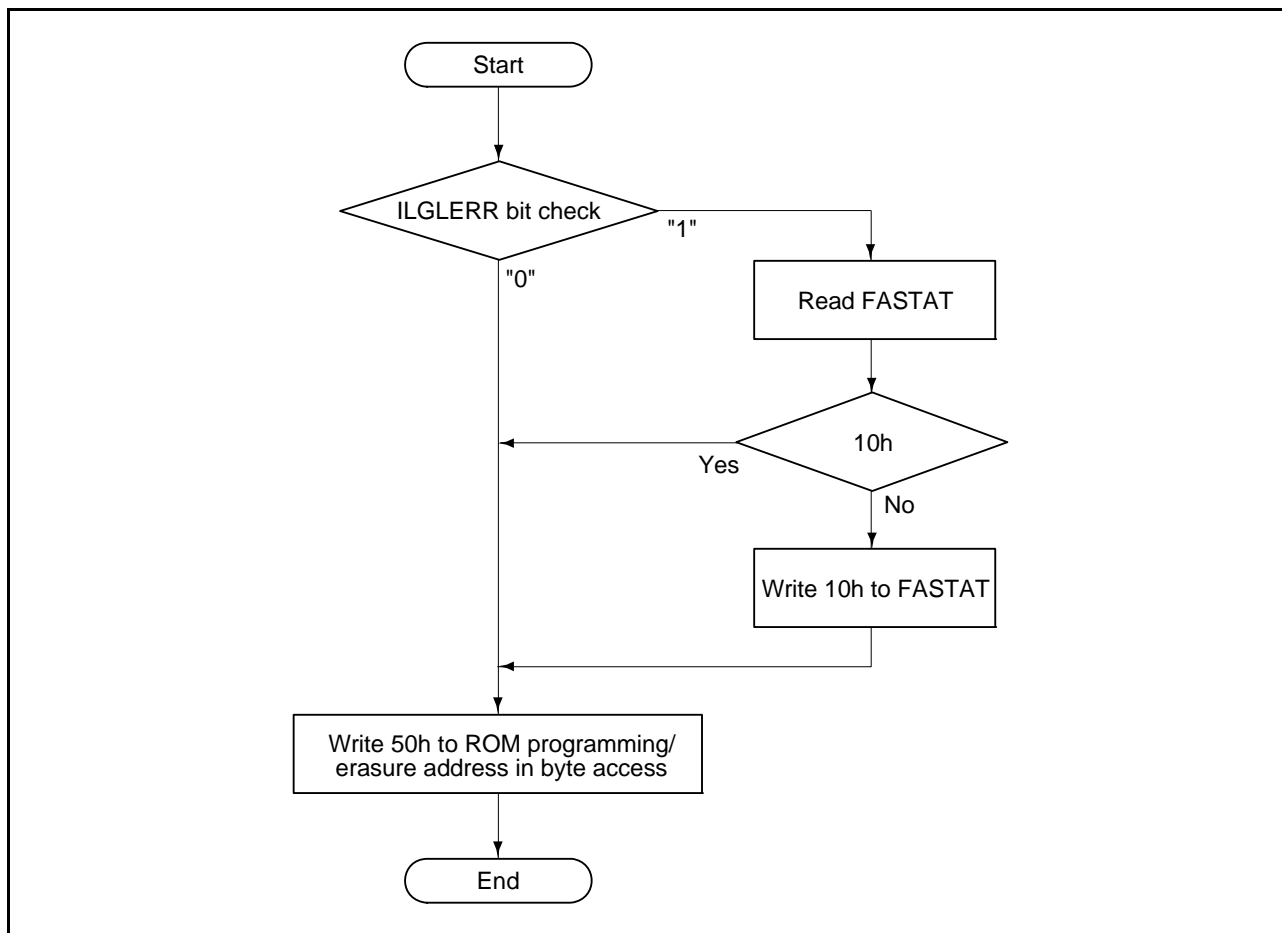 Start
ILGLERR bit check
"1"
"0"
Read FASTAT
10h
Yes
No
Write 10h to FASTAT
Write 50h to ROM programming/
erasure address in byte access
End